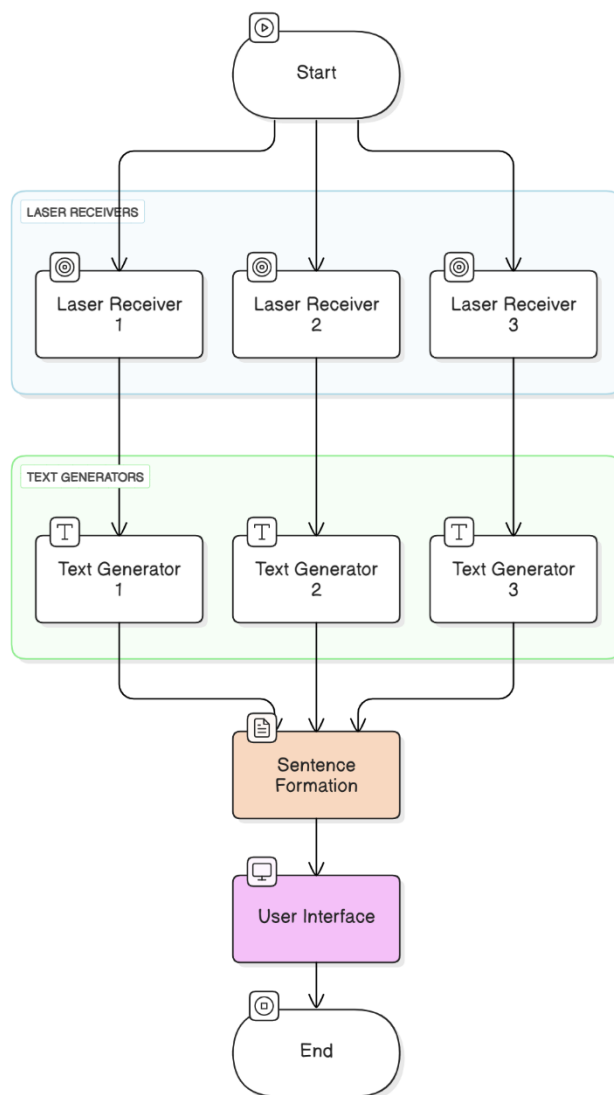 Start
LASER RECEIVERS
Laser Receiver
1
Laser Receiver
2
Laser Receiver
3
TEXT GENERATORS
Text Generator
1
Text Generator
2
Text Generator
3
Sentence
Formation
User Interface
End